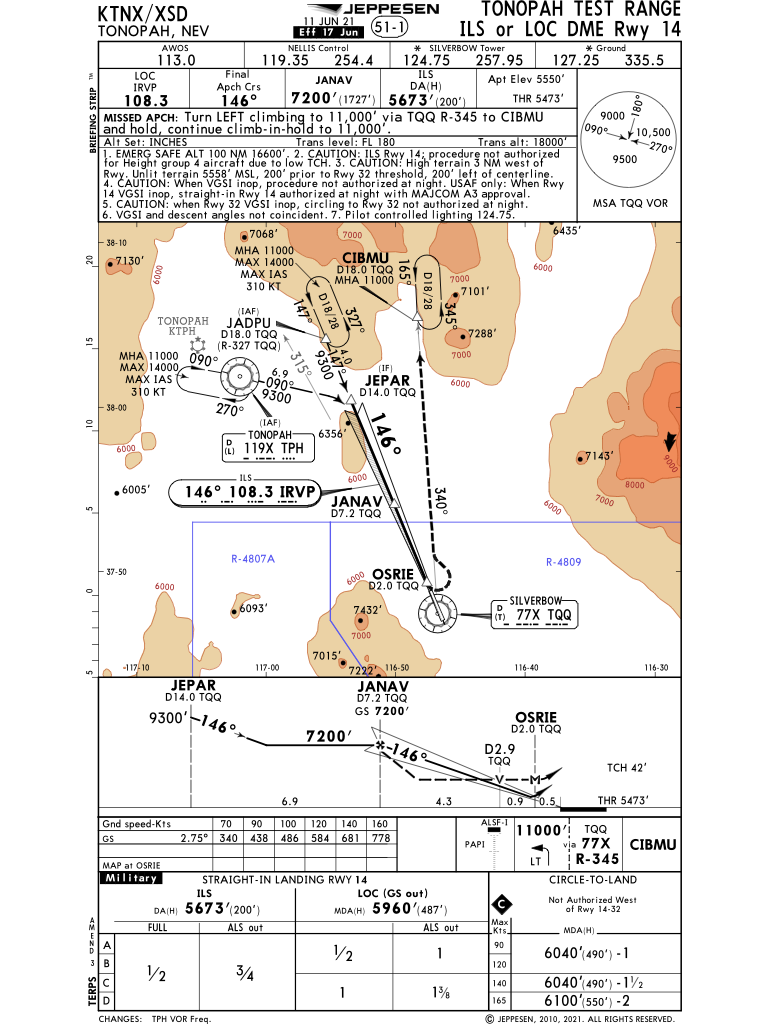 KTNX/XSD
TONOPAH, NEV
JEPPESEN
11 JUN 21
Eff 17 Jun
51-1
TONOPAH TEST RANGE
ILS or LOC DME Rwy 14
AWOS
113.0
NELLIS Control
119.35 254.4
* SILVERBOW Tower
124.75 257.95
* Ground
127.25 335.5
BRIEFING STRIP ™
LOC
IRVP
108.3
Final
Apch Crs
146°
JANAV
7200'(1727')
ILS
DA(H)
5673'(200')
Apt Elev 5550'
THR 5473'
MISSED APCH: Turn LEFT climbing to 11,000' via TQQ R-345 to CIBMU
and hold, continue climb-in-hold to 11,000'.
Alt Set: INCHES Trans level: FL 180 Trans alt: 18000'
1. EMERG SAFE ALT 100 NM 16600'. 2. CAUTION: ILS Rwy 14; procedure not authorized
for Height group 4 aircraft due to low TCH. 3. CAUTION: High terrain 3 NM west of
Rwy. Unlit terrain 5558' MSL, 200' prior to Rwy 32 threshold, 200' left of centerline.
4. CAUTION: When VGSI inop, procedure not authorized at night. USAF only: When Rwy
14 VGSI inop, straight-in Rwy 14 authorized at night with MAJCOM A3 approval.
5. CAUTION: when Rwy 32 VGSI inop, circling to Rwy 32 not authorized at night.
6. VGSI and descent angles not coincident. 7. Pilot controlled lighting 124.75.
180°
9000
090°
10,500
270°
9500
MSA TQQ VOR
38-10
7130'
6000
7068'
MHA 11000
MAX 14000
MAX IAS
310 KT
CIBMU
D18.0 TQQ
MHA 11000
165°
D18/28
345°
7000
7101'
7288'
7000
6435'
6000
6000
20
15
10
5
0
5
147°
D18/28
327°
(IAF)
JADPU
D18.0 TQQ
(R-327 TQQ)
TONOPAH
KTPH
MHA 11000
MAX 14000
MAX IAS
310 KT
090°
270°
6.9
090°
9300
315°
147°
9300
4.0
(IF)
JEPAR
D14.0 TQQ
38-00
(IAF)
TONOPAH
D
(L)
119X TPH
6356'
146°
6000
6000
6005'
ILS
146° 108.3 IRVP
JANAV
D7.2 TQQ
340°
7143'
6000
7000
8000
9000
R-4807A
R-4809
37-50
OSRIE
D2.0 TQQ
SILVERBOW
D
(T)
77X TQQ
6000
6093'
6000
7432'
7000
7015'
7222'
-117-10
117-00
116-50
116-40
116-30
JEPAR
D14.0 TQQ
JANAV
D7.2 TQQ
GS 7200'
OSRIE
D2.0 TQQ
9300'
146°
7200'
146°
D2.9
TQQ
V
M
TCH 42'
6.9
4.3
0.9
0.5
THR 5473'
Gnd speed-Kts 70 90 100 120 140 160
GS 2.75° 340 438 486 584 681 778
MAP at OSRIE
ALSF-I
PAPI
11000'
LT
via
TQQ
77X
R-345
CIBMU
Military
STRAIGHT-IN LANDING RWY 14
CIRCLE-TO-LAND
ILS
DA(H) 5673'(200')
LOC (GS out)
MDA(H) 5960'(487')
C
Not Authorized West
of Rwy 14-32
FULL
ALS out
ALS out
Max
Kts
MDA(H)
A
B
C
D
1/2
3/4
1/2
1
1
1 3/8
90
120
6040'(490') -1
140
6040'(490') -1 1/2
165
6100'(550') -2
TERPS AMEND 3
CHANGES: TPH VOR Freq.
© JEPPESEN, 2010, 2021. ALL RIGHTS RESERVED.